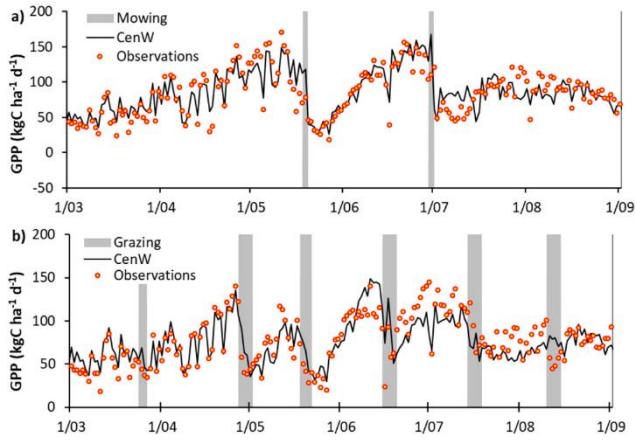 a)
Mowing
CenW
Observations
GPP (kgC ha⁻¹ d⁻¹)
200
150
100
50
0
-50
1/03 1/04 1/05 1/06 1/07 1/08 1/09
b)
Grazing
CenW
Observations
GPP (kgC ha⁻¹ d⁻¹)
200
150
100
50
0
1/03 1/04 1/05 1/06 1/07 1/08 1/09